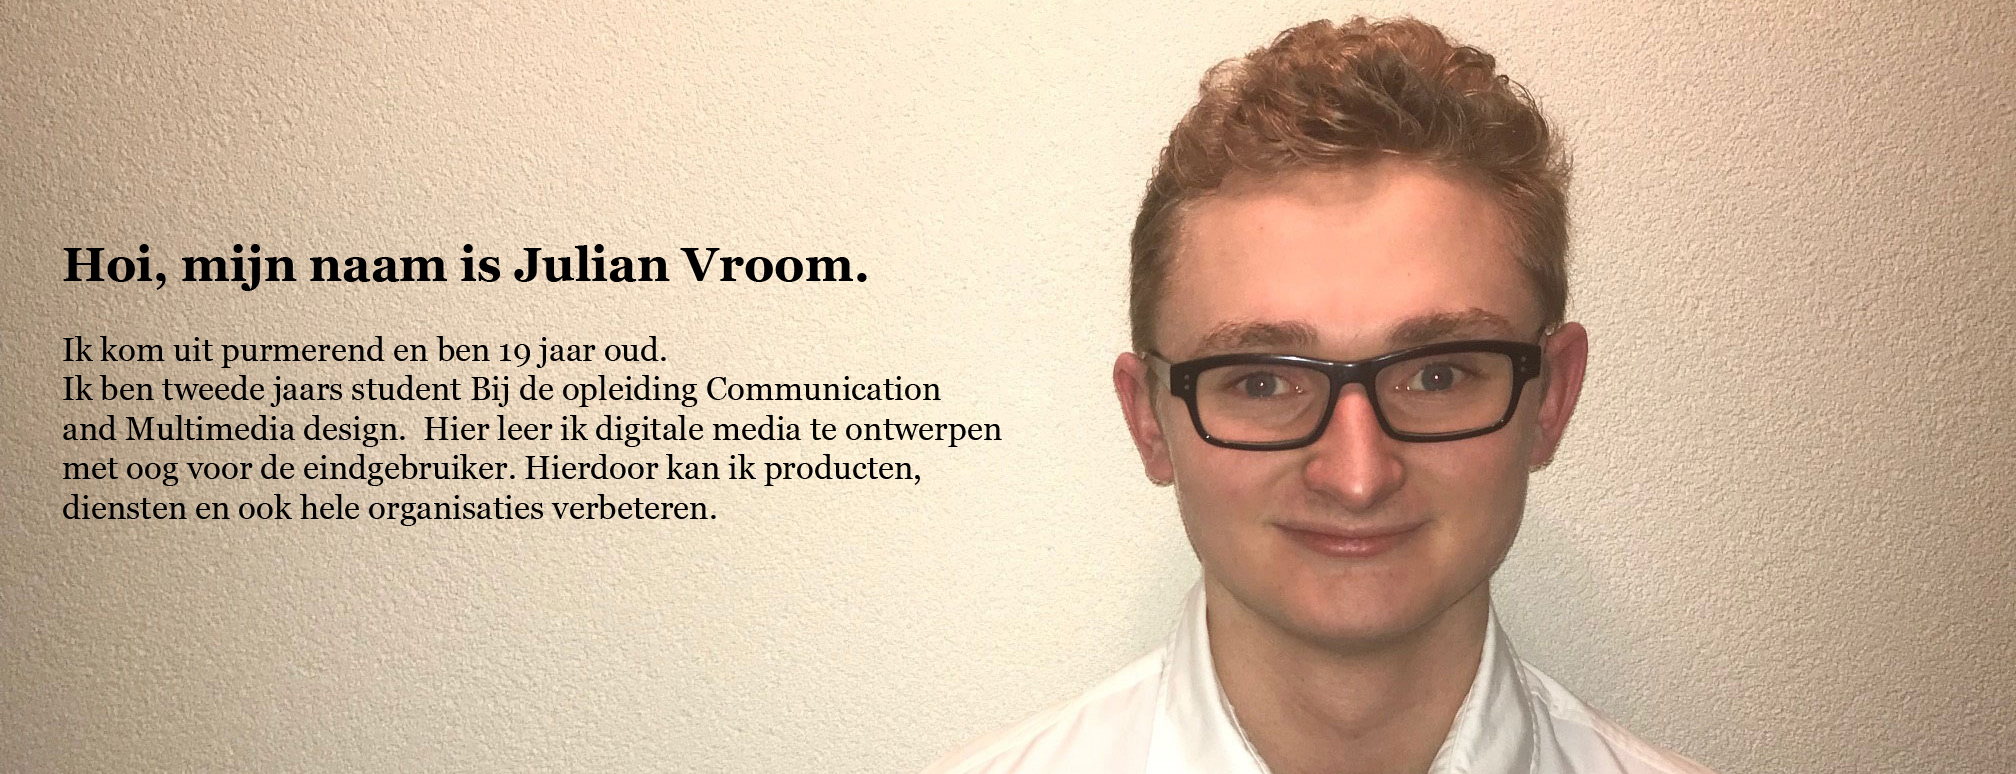 Hoi, mijn naam is Julian Vroom.
Ik kom uit purmerend en ben 19 jaar oud.
Ik ben tweede jaars student Bij de opleiding Communication
and Multimedia design.  Hier leer ik digitale media te ontwerpen
met oog voor de eindgebruiker. Hierdoor kan ik producten,
diensten en ook hele organisaties verbeteren.